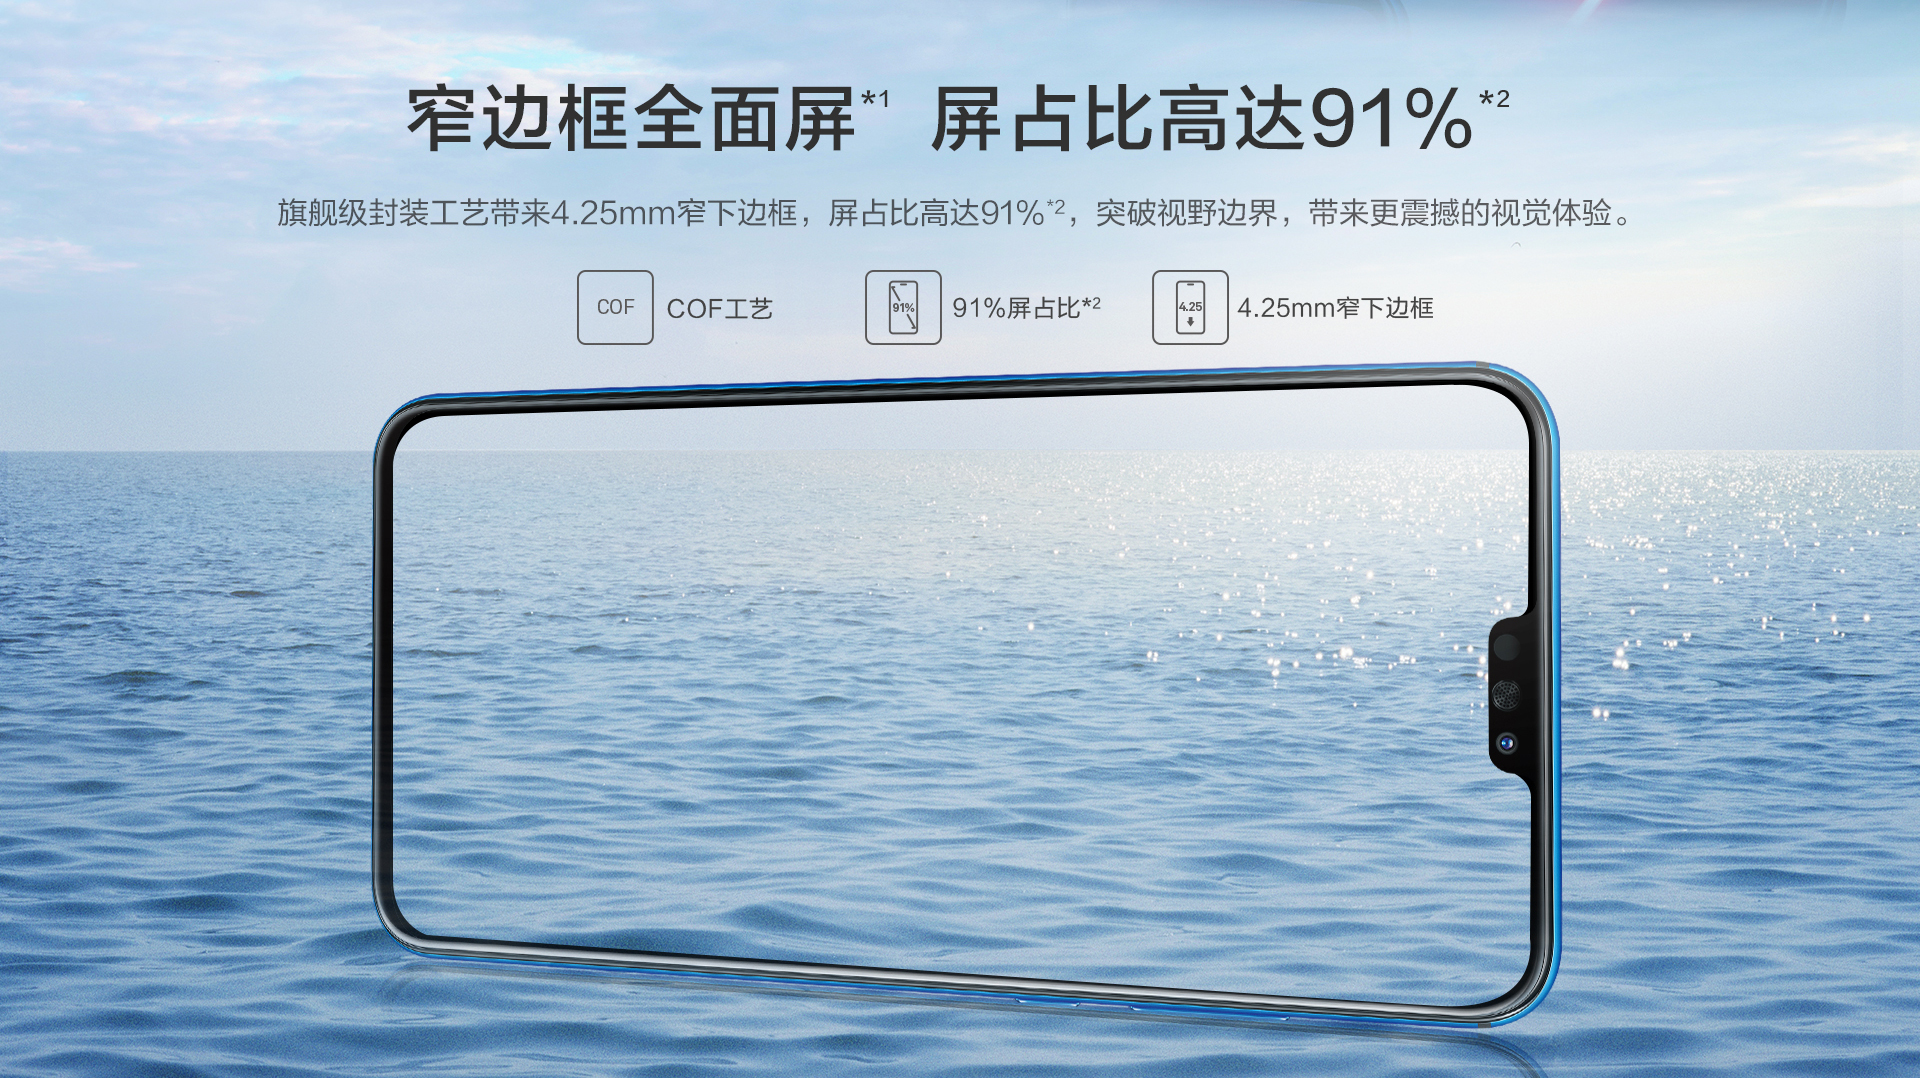 窄边框全面屏*1 屏占比高达91%*2
旗舰级封装工艺带来4.25mm窄下边框，屏占比高达91%*2，突破视野边界，带来更震撼的视觉体验。
COF COF工艺
91% 91%屏占比*2
4.25 4.25mm窄下边框